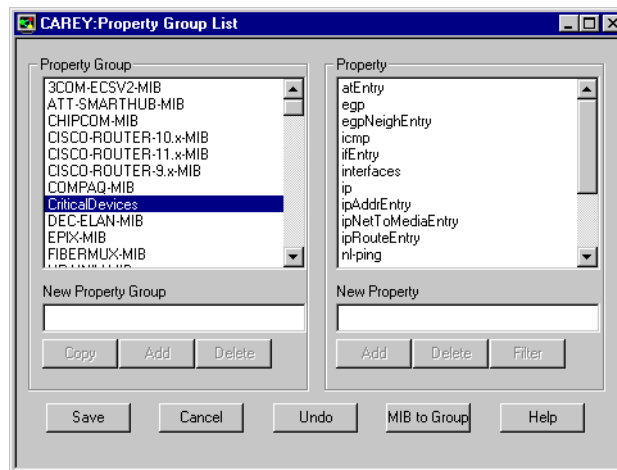 CAREY:Property Group List
Property Group
3COM-ECSV2-MIB
ATT-SMARTHUB-MIB
CHIPCOM-MIB
CISCO-ROUTER-10.x-MIB
CISCO-ROUTER-11.x-MIB
CISCO-ROUTER-9.x-MIB
COMPAQ-MIB
CriticalDevices
DEC-ELAN-MIB
EPIX-MIB
FIBERMUX-MIB
New Property Group
Copy Add Delete
Property
atEntry
egp
egpNeighEntry
icmp
ifEntry
interfaces
ip
ipAddrEntry
ipNetToMediaEntry
ipRouteEntry
nl-ping
New Property
Add Delete Filter
Save Cancel Undo MIB to Group Help